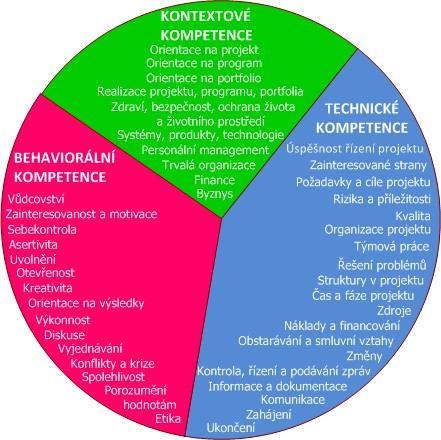 KONTEXTOVÉ
KOMPETENCE
Orientace na projekt
Orientace na program
Orientace na portfolio
Realizace projektu, programu, portfolia
Zdraví, bezpečnost, ochrana života
a životního prostředí
Systémy, produkty, technologie
Personální management
Trvalá organizace
Finance
Byznys
TECHNICKÉ
KOMPETENCE
Úspěšnost řízení projektu
Zainteresované strany
Požadavky a cíle projektu
Rizika a příležitosti
Kvalita
Organizace projektu
Týmová práce
Řešení problémů
Struktury v projektu
Čas a fáze projektu
Zdroje
Náklady a financování
Obstarávání a smluvní vztahy
Změny
Kontrola, řízení a podávání zpráv
Informace a dokumentace
Komunikace
Zahájení
Ukončení
BEHAVIORÁLNÍ
KOMPETENCE
Vůdcovství
Zainteresovanost a motivace
Sebekontrola
Asertivita
Uvolnění
Otevřenost
Kreativita
Orientace na výsledky
Výkonnost
Diskuse
Vyjednávání
Konflikty a krize
Spolehlivost
Porozumění
hodnotám
Etika